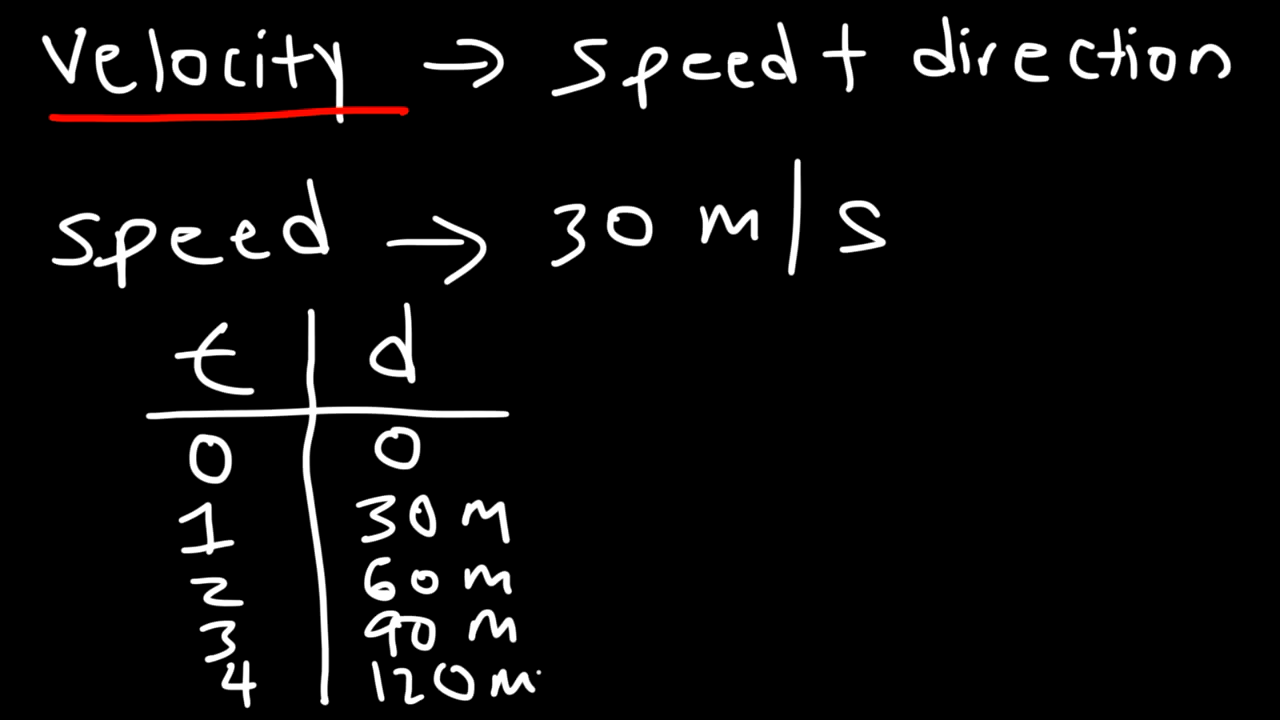 Velocity → speed + direction
speed → 30 m/s
t | d
0 | 0
1 | 30 m
2 | 60 m
3 | 90 m
4 | 120 m